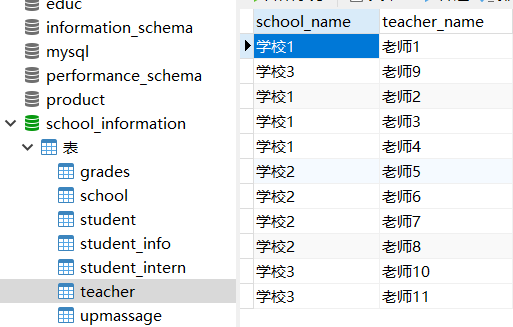 educ
information_schema
mysql
performance_schema
product
school_information
表
grades
school
student
student_info
student_intern
teacher
upmassage
school_name teacher_name
学校1 老师1
学校3 老师9
学校1 老师2
学校1 老师3
学校1 老师4
学校2 老师5
学校2 老师6
学校2 老师7
学校2 老师8
学校3 老师10
学校3 老师11